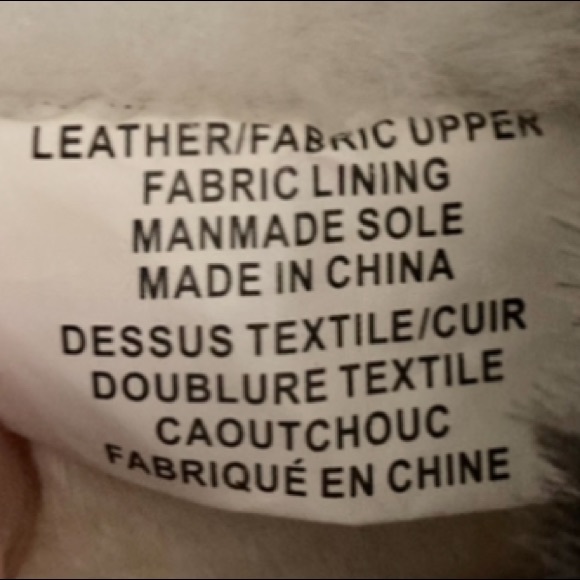 LEATHER/FABRIC UPPER
FABRIC LINING
MANMADE SOLE
MADE IN CHINA
DESSUS TEXTILE/CUIR
DOUBLURE TEXTILE
CAOUTCHOUC
FABRIQUÉ EN CHINE